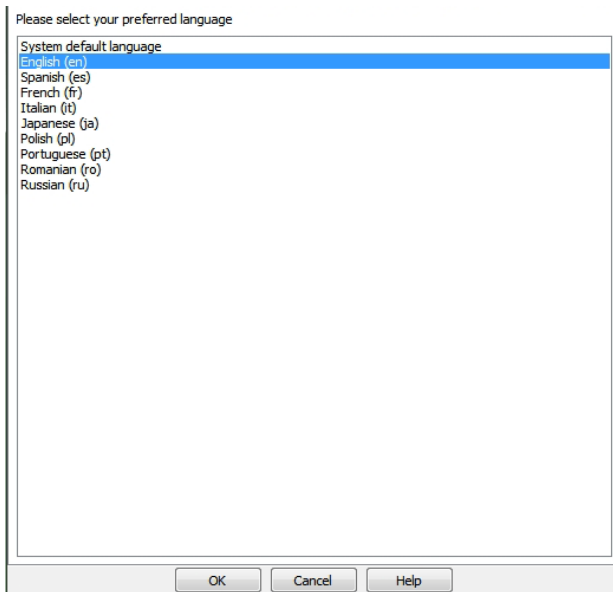 Please select your preferred language
System default language
English (en)
Spanish (es)
French (fr)
Italian (it)
Japanese (ja)
Polish (pl)
Portuguese (pt)
Romanian (ro)
Russian (ru)
OK Cancel Help